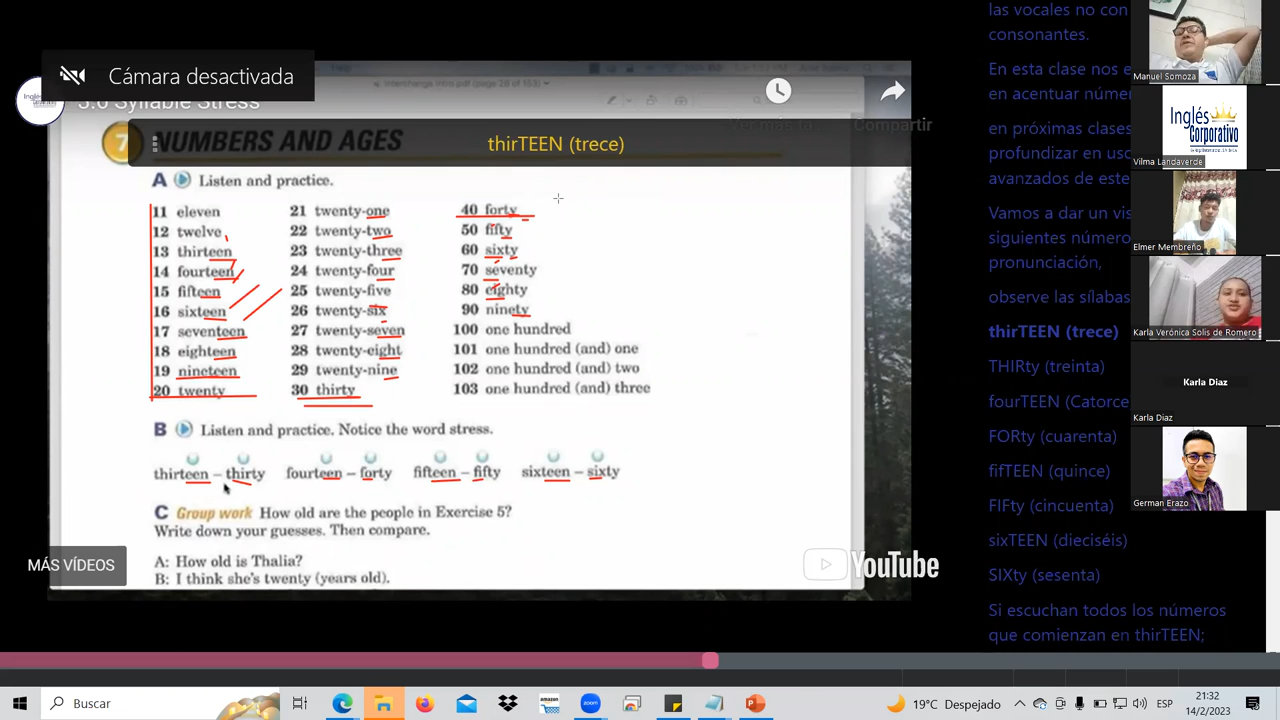 Cámara desactivada
5.6 Syllable Stress
Interchange intro.pdf (page 28 of 153)
Ver más ta
Compartir
7 NUMBERS AND AGES
thirTEEN (trece)
A Listen and practice.
11 eleven 21 twenty-one 40 forty
12 twelve 22 twenty-two 50 fifty
13 thirteen 23 twenty-three 60 sixty
14 fourteen 24 twenty-four 70 seventy
15 fifteen 25 twenty-five 80 eighty
16 sixteen 26 twenty-six 90 ninety
17 seventeen 27 twenty-seven 100 one hundred
18 eighteen 28 twenty-eight 101 one hundred (and) one
19 nineteen 29 twenty-nine 102 one hundred (and) two
20 twenty 30 thirty 103 one hundred (and) three
B Listen and practice. Notice the word stress.
thirteen – thirty fourteen – forty fifteen – fifty sixteen – sixty
C Group work How old are the people in Exercise 5?
Write down your guesses. Then compare.
A: How old is Thalia?
B: I think she's twenty (years old).
MÁS VÍDEOS
YouTube
las vocales no con
consonantes.
En esta clase nos e
en acentuar númer
en próximas clases
profundizar en uso
avanzados de este
Vamos a dar un vis
siguientes número
pronunciación,
observe las sílabas
thirTEEN (trece)
THIRty (treinta)
fourTEEN (Catorce
FORty (cuarenta)
fifTEEN (quince)
FIFty (cincuenta)
sixTEEN (dieciséis)
SIXty (sesenta)
Si escuchan todos los números
que comienzan en thirTEEN;
Manuel Somoza
Inglés
Corporativo
Vilma Landaverde
Elmer Membreño
Karla Verónica Solis de Romero
Karla Diaz
Karla Diaz
German Erazo
Buscar
amazon
19°C Despejado
ESP
21:32
14/2/2023